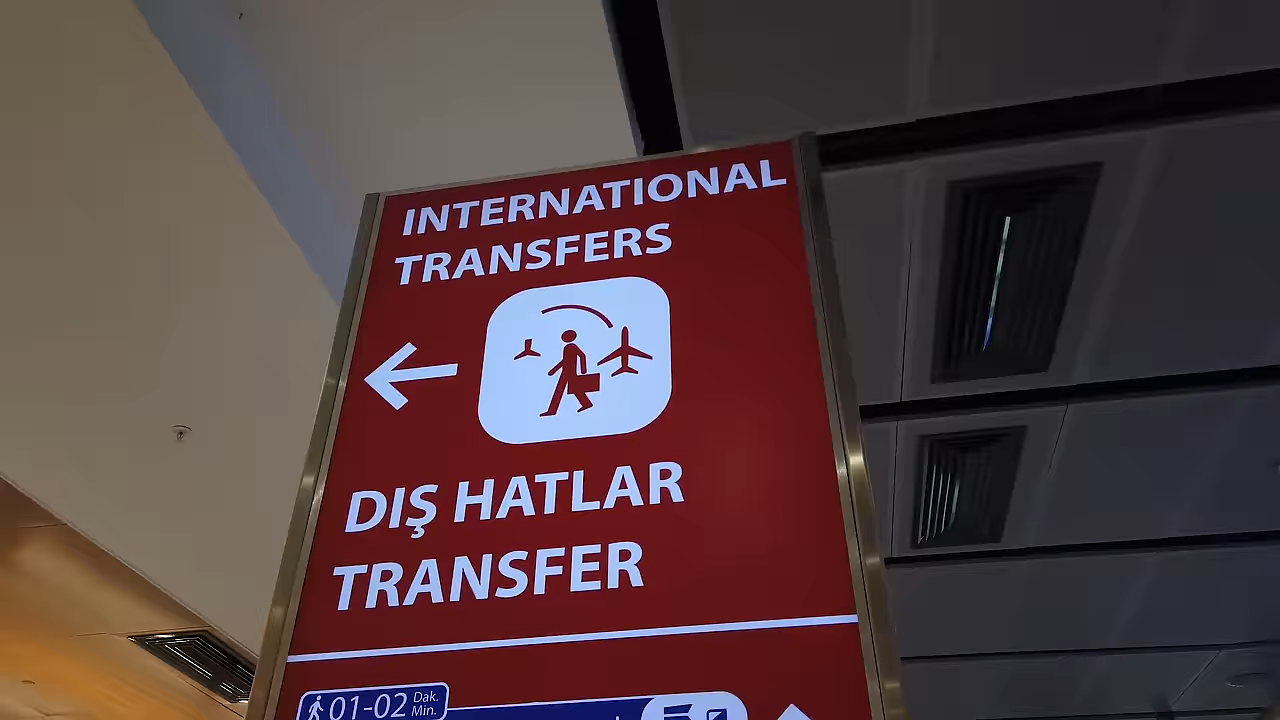 INTERNATIONAL
TRANSFERS
DIŞ HATLAR
TRANSFER
01-02 Dak.
Min.